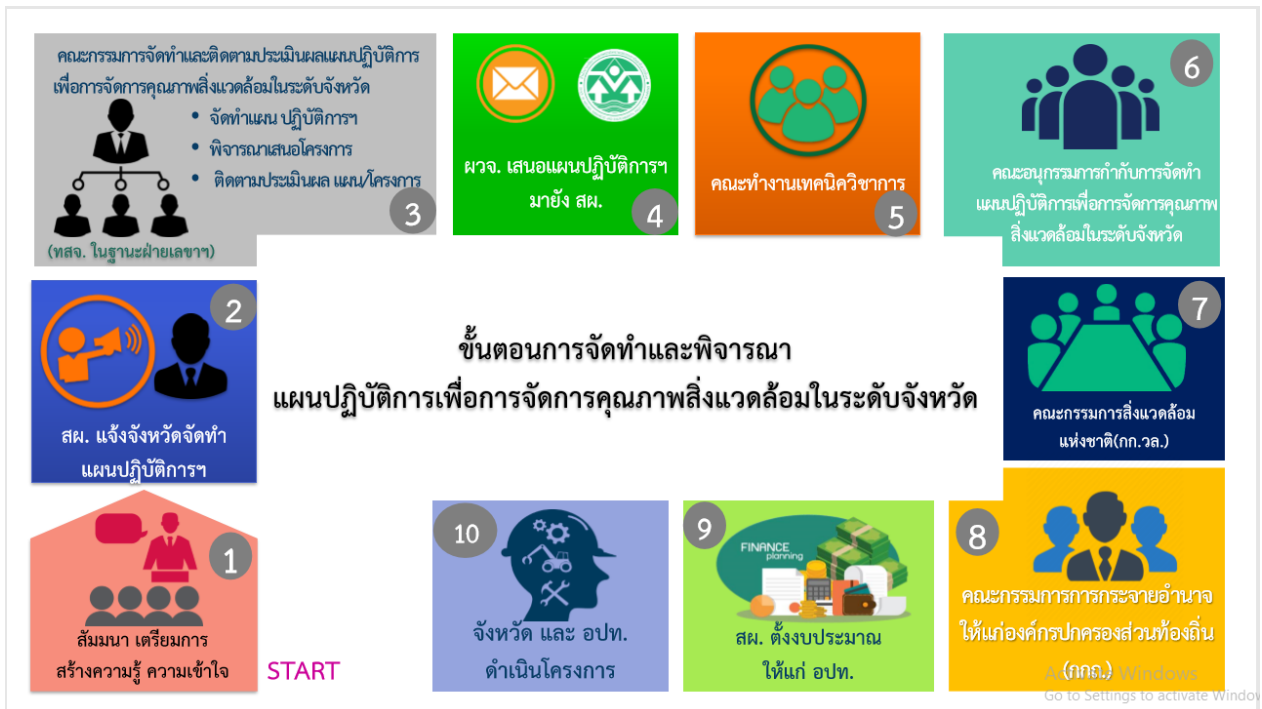 คณะกรรมการจัดทำและติดตามประเมินผลแผนปฏิบัติการ
เพื่อการจัดการคุณภาพสิ่งแวดล้อมในระดับจังหวัด
• จัดทำแผน ปฏิบัติการฯ
• พิจารณาเสนอโครงการ
• ติดตามประเมินผล แผน/โครงการ
3
(ทสจ. ในฐานะฝ่ายเลขาฯ)
ผวจ. เสนอแผนปฏิบัติการฯ
มายัง สผ.
4
คณะทำงานเทคนิควิชาการ
5
6
คณะอนุกรรมการกำกับการจัดทำ
แผนปฏิบัติการเพื่อการจัดการคุณภาพ
สิ่งแวดล้อมในระดับจังหวัด
2
สผ. แจ้งจังหวัดจัดทำ
แผนปฏิบัติการฯ
ขั้นตอนการจัดทำและพิจารณา
แผนปฏิบัติการเพื่อการจัดการคุณภาพสิ่งแวดล้อมในระดับจังหวัด
7
คณะกรรมการสิ่งแวดล้อม
แห่งชาติ(กก.วล.)
1
สัมมนา เตรียมการ
สร้างความรู้ ความเข้าใจ
START
10
จังหวัด และ อปท.
ดำเนินโครงการ
9
FINANCE
planning
สผ. ตั้งงบประมาณ
ให้แก่ อปท.
8
คณะกรรมการการกระจายอำนาจ
ให้แก่องค์กรปกครองส่วนท้องถิ่น
(กกถ.)
Activate Windows
Go to Settings to activate Window